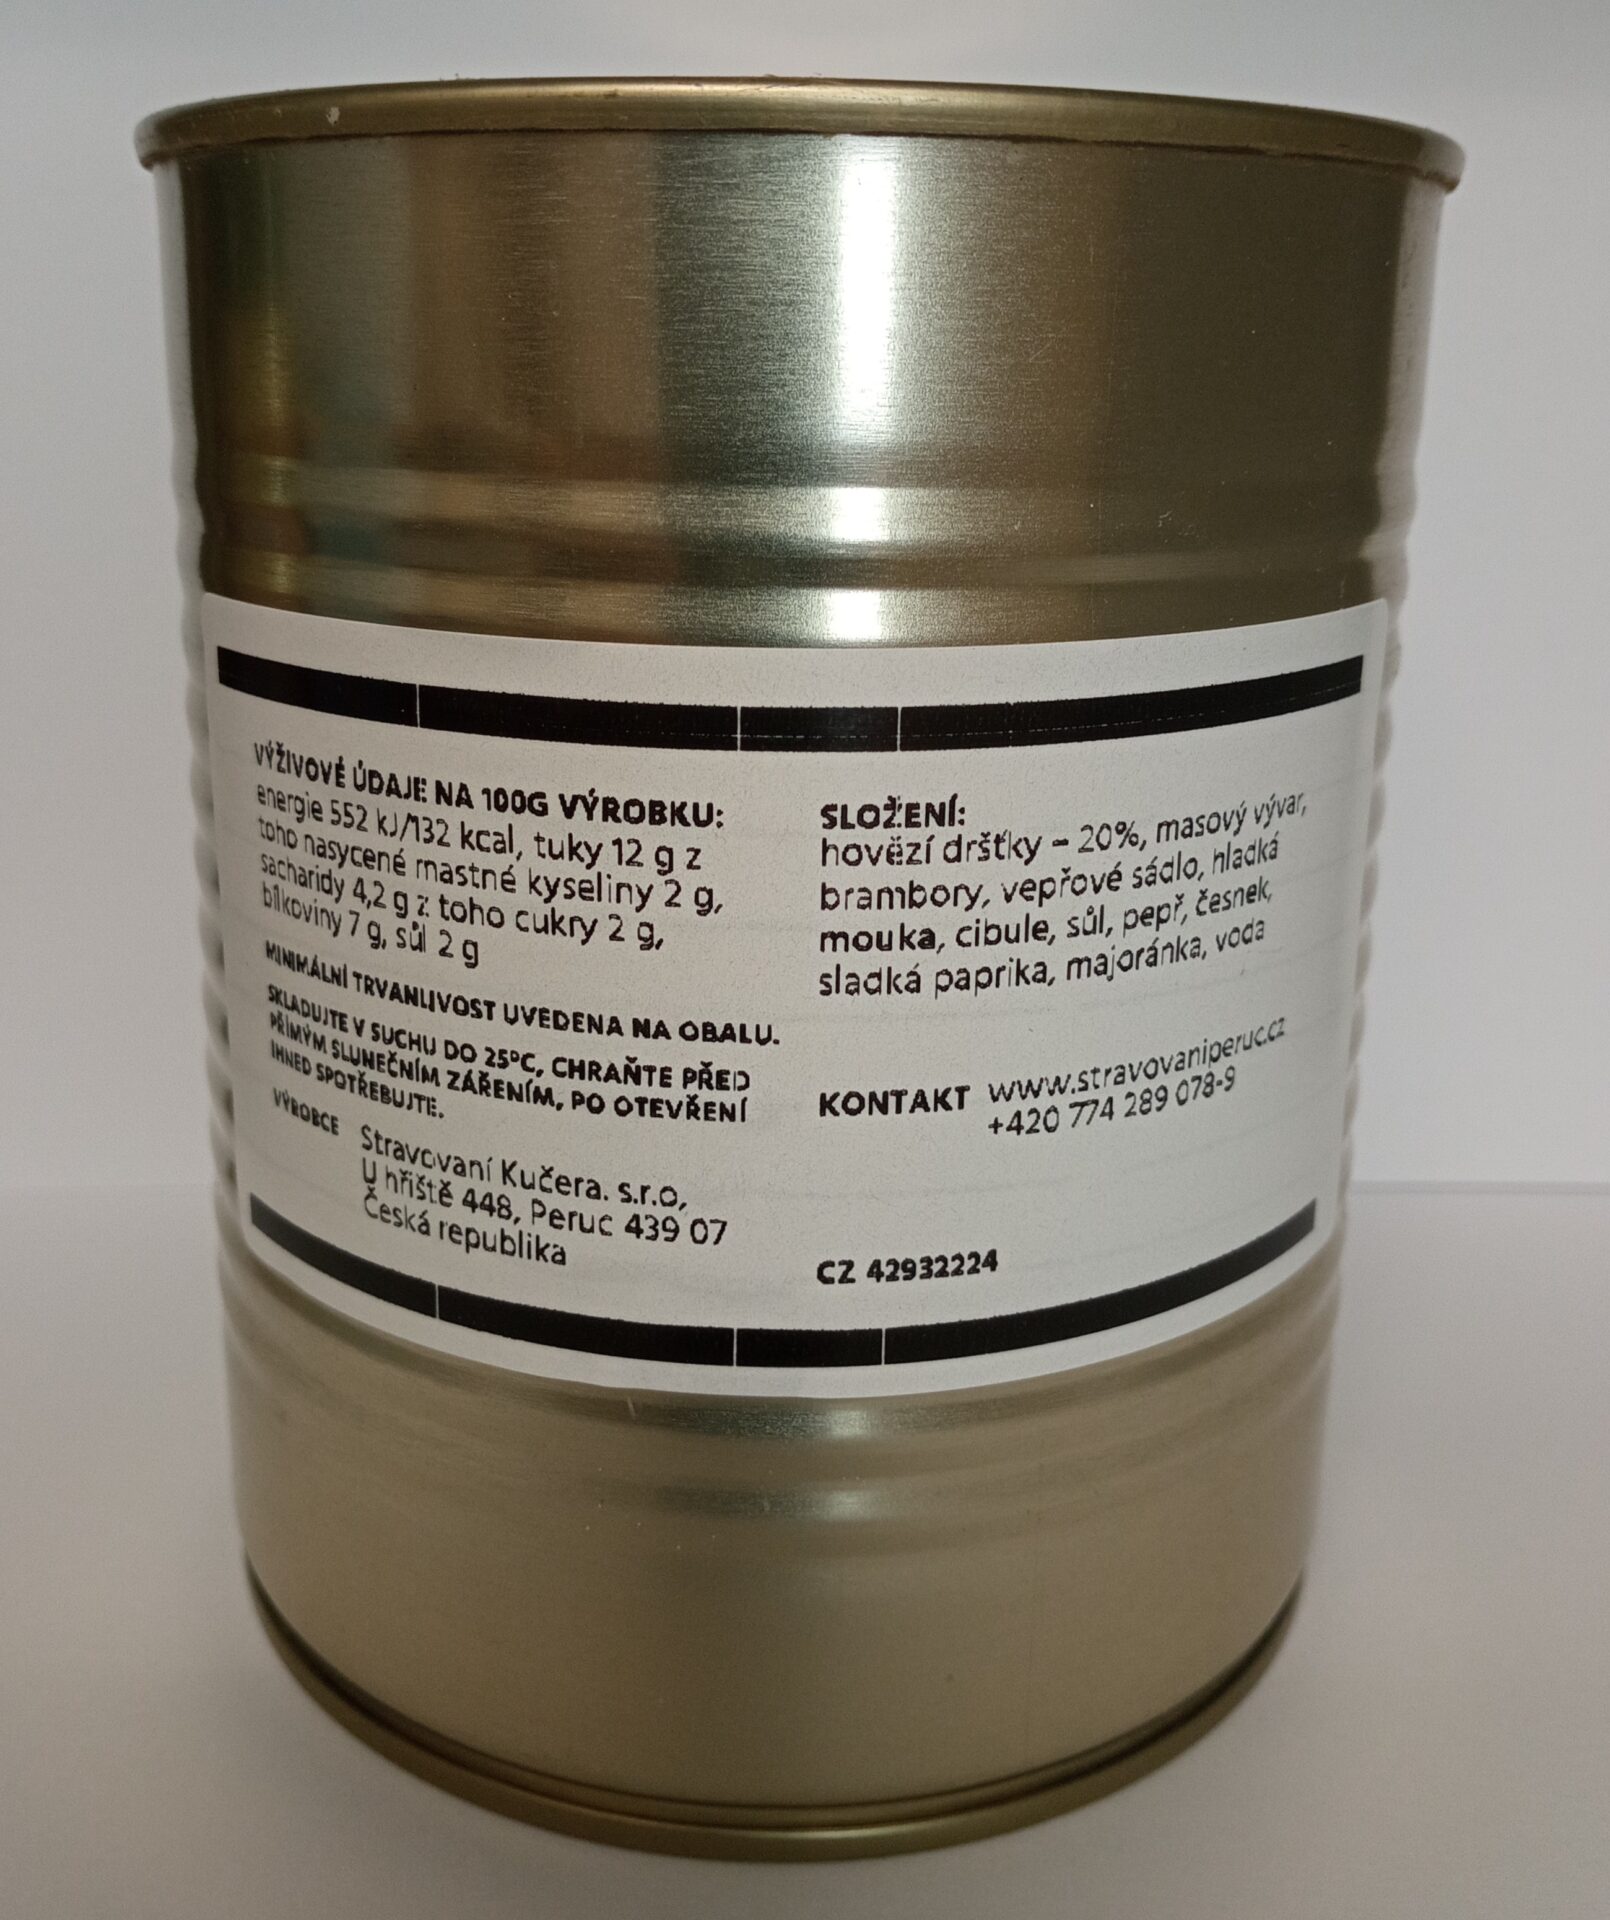 VÝŽIVOVÉ ÚDAJE NA 100G VÝROBKU:
energie 552 kJ/132 kcal, tuky 12 g z
toho nasycené mastné kyseliny 2 g,
sacharidy 4,2 g z toho cukry 2 g,
bílkoviny 7 g, sůl 2 g
MINIMÁLNÍ TRVANLIVOST UVEDENA NA OBALU.
SKLADUJTE V SUCHU DO 25°C, CHRAŇTE PŘED
PŘÍMÝM SLUNEČNÍM ZÁŘENÍM, PO OTEVŘENÍ
IHNED SPOTŘEBUJTE.
VÝROBCE Stravovaní Kučera. s.r.o,
U hřiště 448, Peruc 439 07
Česká republika
SLOŽENÍ:
hovězí dršťky – 20%, masový vývar,
brambory, vepřové sádlo, hladká
mouka, cibule, sůl, pepř, česnek,
sladká paprika, majoránka, voda
KONTAKT www.stravovaniperuc.cz
+420 774 289 078-9
CZ 42932224